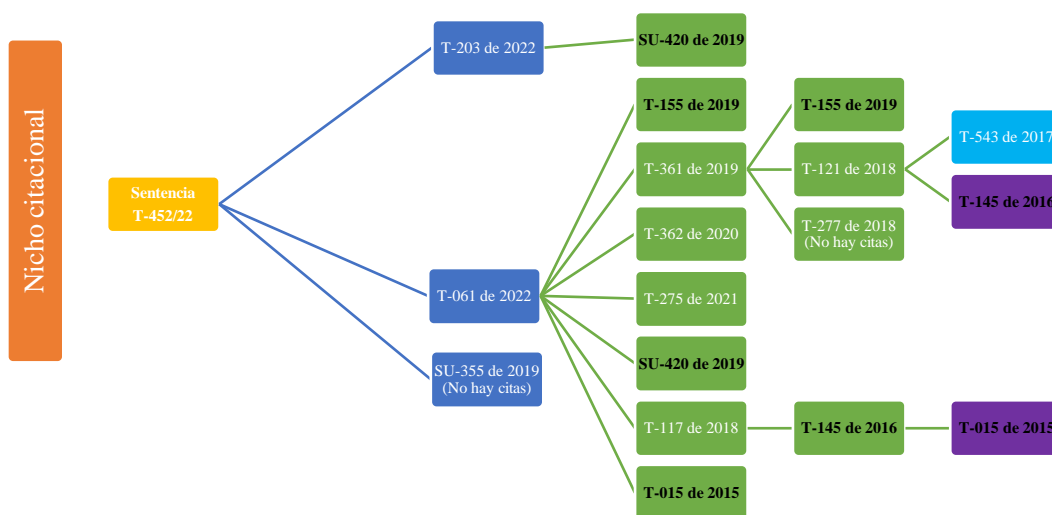 Nicho citacional
Sentencia
T-452/22
T-203 de 2022
T-061 de 2022
SU-355 de 2019
(No hay citas)
SU-420 de 2019
T-155 de 2019
T-361 de 2019
T-362 de 2020
T-275 de 2021
SU-420 de 2019
T-117 de 2018
T-015 de 2015
T-155 de 2019
T-121 de 2018
T-277 de 2018
(No hay citas)
T-145 de 2016
T-543 de 2017
T-145 de 2016
T-015 de 2015